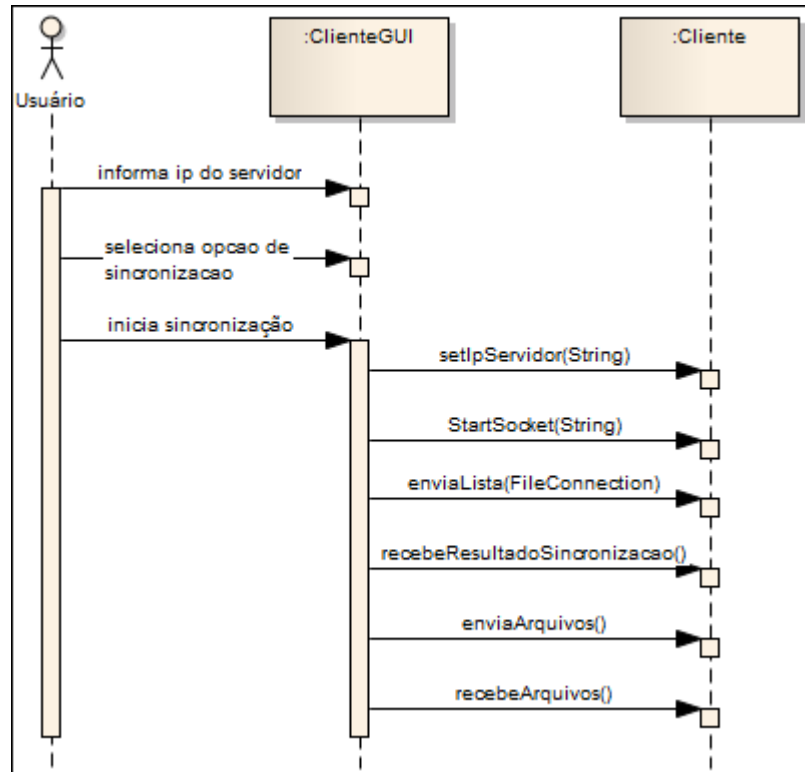 :ClienteGUI
:Cliente
Usuário
informa ip do servidor
seleciona opcao de
sincronizacao
inicia sincronização
setIpServidor(String)
StartSocket(String)
enviaLista(FileConnection)
recebeResultadoSincronizacao()
enviaArquivos()
recebeArquivos()